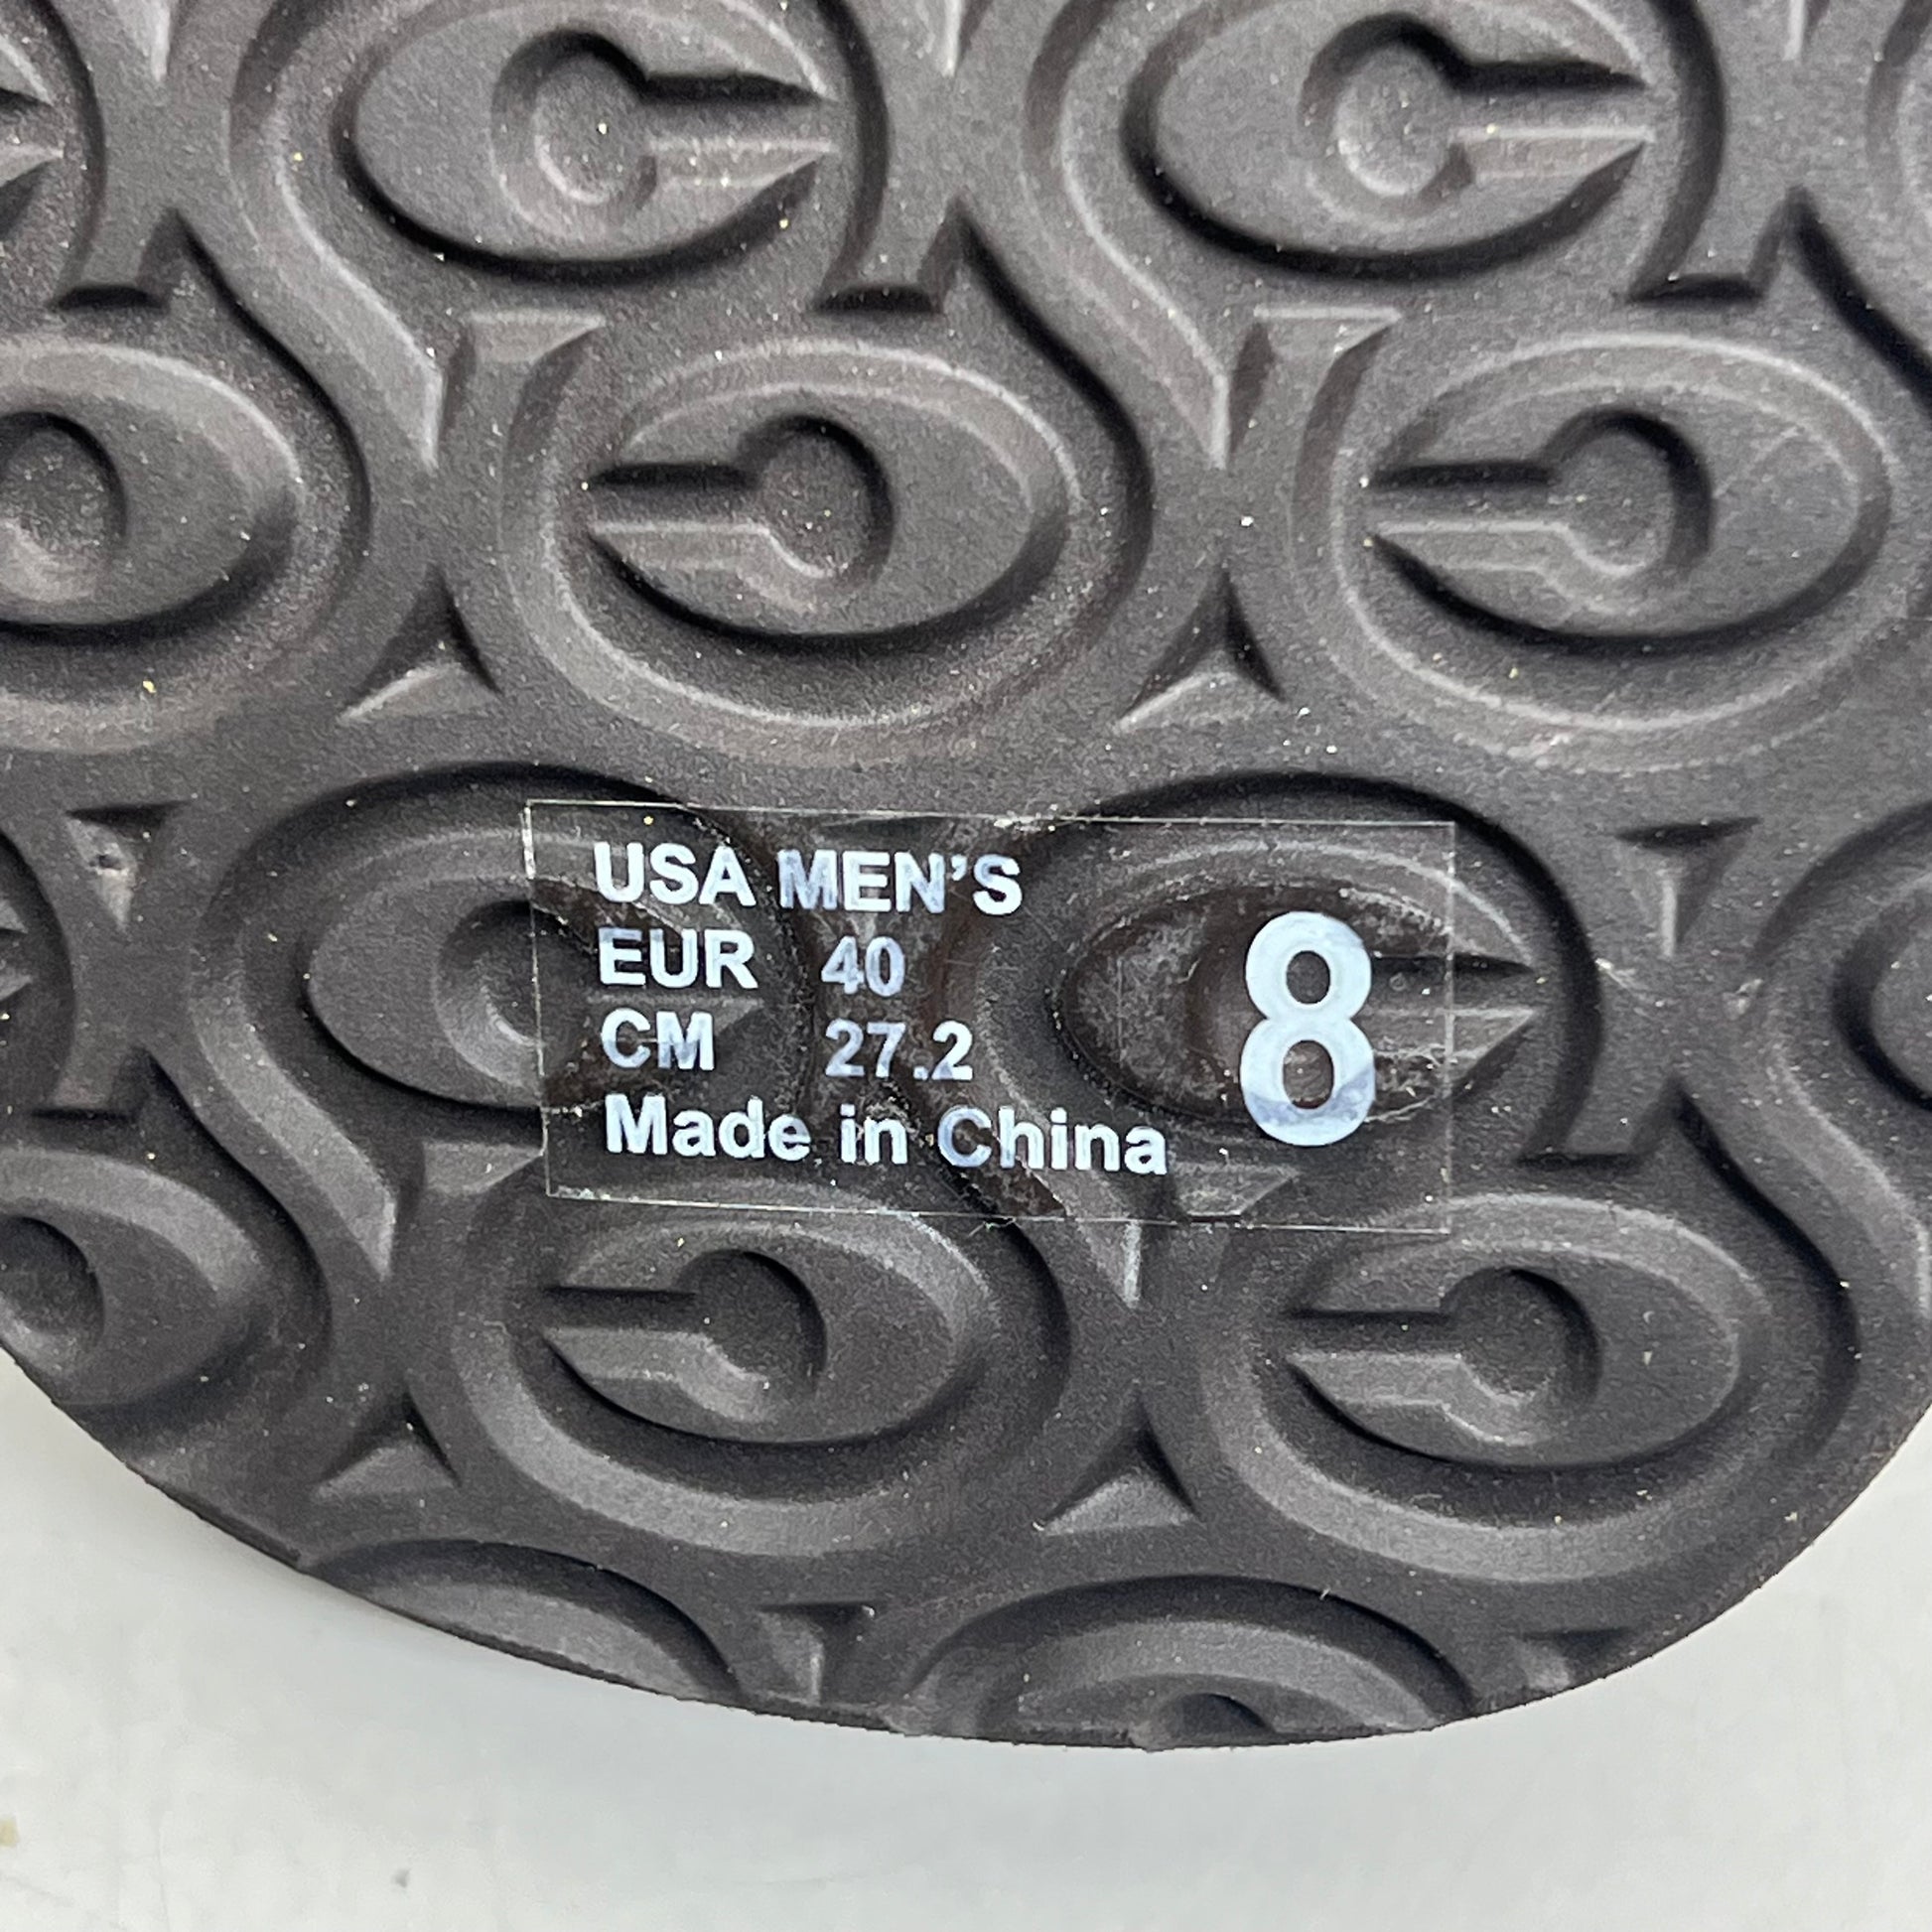 USA MEN'S 8
EUR 40
CM 27.2
Made in China